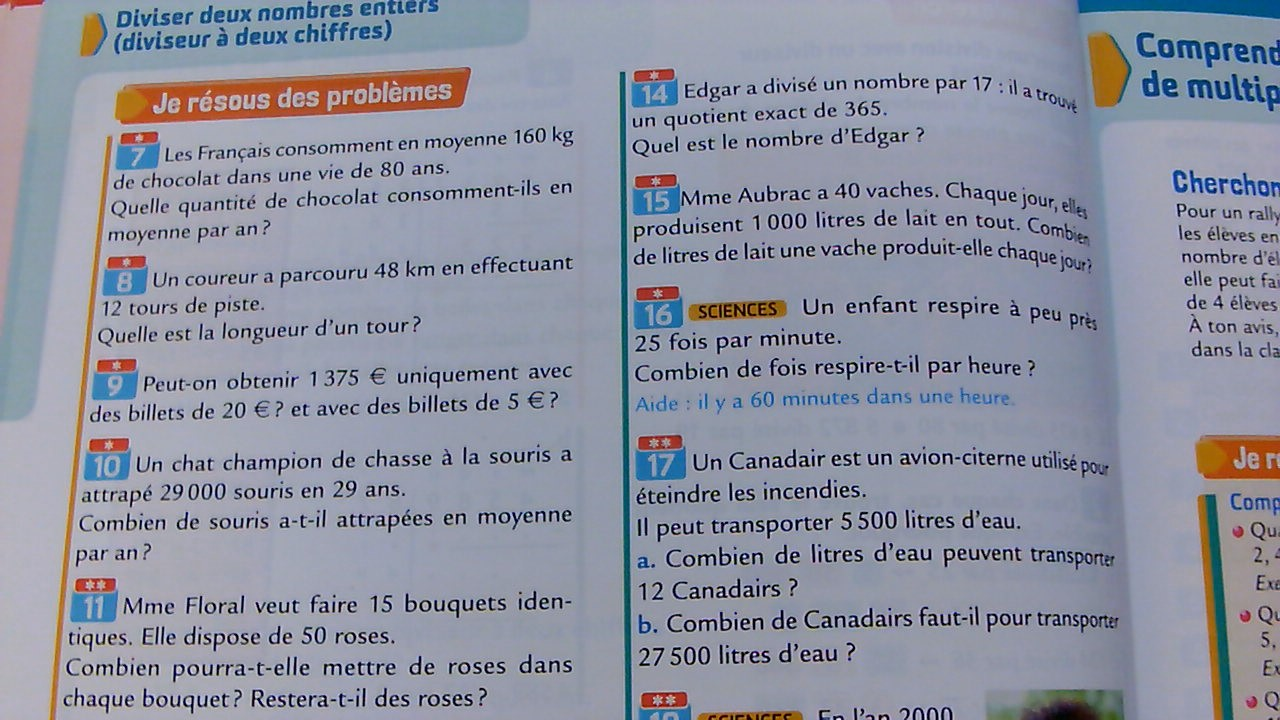 Diviser deux nombres entiers
(diviseur à deux chiffres)
Je résous des problèmes
7 Les Français consomment en moyenne 160 kg
de chocolat dans une vie de 80 ans.
Quelle quantité de chocolat consomment-ils en
moyenne par an ?
8 Un coureur a parcouru 48 km en effectuant
12 tours de piste.
Quelle est la longueur d'un tour ?
9 Peut-on obtenir 1 375 € uniquement avec
des billets de 20 € ? et avec des billets de 5 € ?
10 Un chat champion de chasse à la souris a
attrapé 29 000 souris en 29 ans.
Combien de souris a-t-il attrapées en moyenne
par an ?
11 Mme Floral veut faire 15 bouquets iden-
tiques. Elle dispose de 50 roses.
Combien pourra-t-elle mettre de roses dans
chaque bouquet ? Restera-t-il des roses ?
14 Edgar a divisé un nombre par 17 : il a trouvé
un quotient exact de 365.
Quel est le nombre d'Edgar ?
15 Mme Aubrac a 40 vaches. Chaque jour, elles
produisent 1 000 litres de lait en tout. Combien
de litres de lait une vache produit-elle chaque jour ?
16 SCIENCES Un enfant respire à peu près
25 fois par minute.
Combien de fois respire-t-il par heure ?
Aide : il y a 60 minutes dans une heure.
17 Un Canadair est un avion-citerne utilisé pour
éteindre les incendies.
Il peut transporter 5 500 litres d'eau.
a. Combien de litres d'eau peuvent transporter
12 Canadairs ?
b. Combien de Canadairs faut-il pour transporter
27 500 litres d'eau ?
SCIENCES En l'an 2000
Comprend
de multip
Cherchon
Pour un rally
les élèves en
nombre d'él
elle peut fai
de 4 élèves
À ton avis,
dans la cla
Je r
Comp
Qu
2, 4
Exe
Qu
5,
Ex
Q